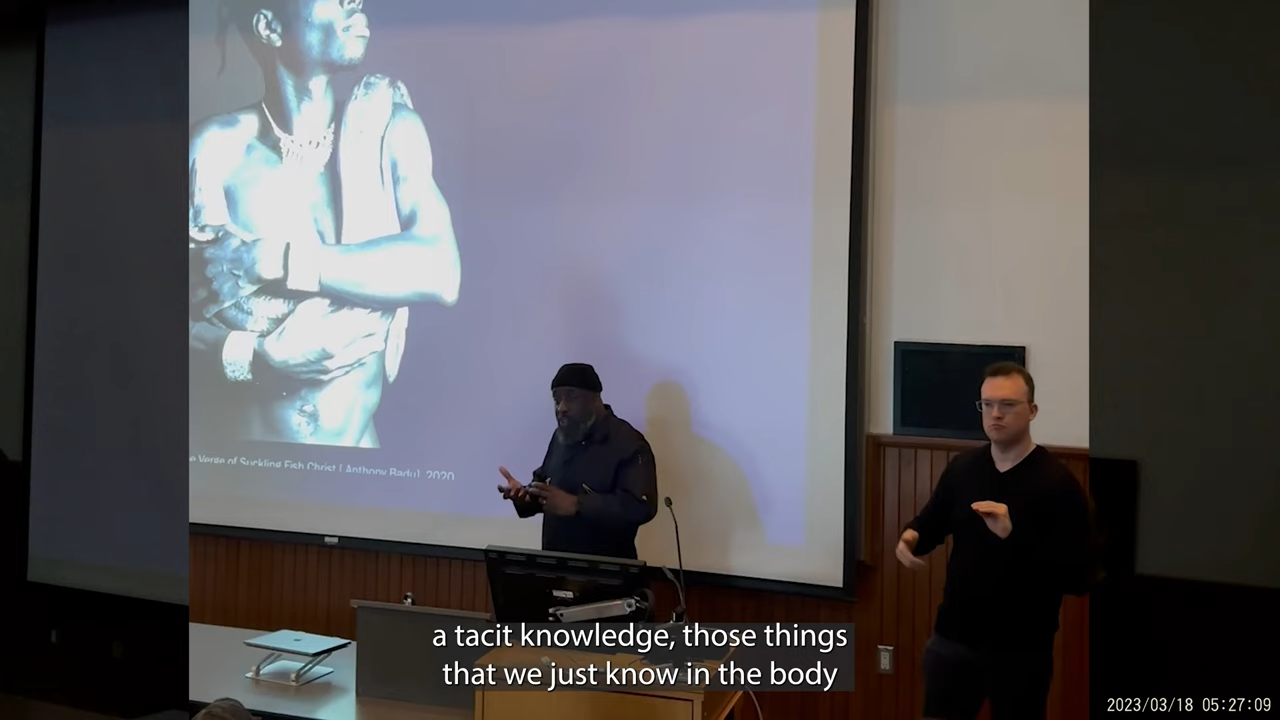 e Verge of Suckling Fish Christ [ Anthony Badu], 2020
a tacit knowledge, those things
that we just know in the body
2023/03/18 05:27:09